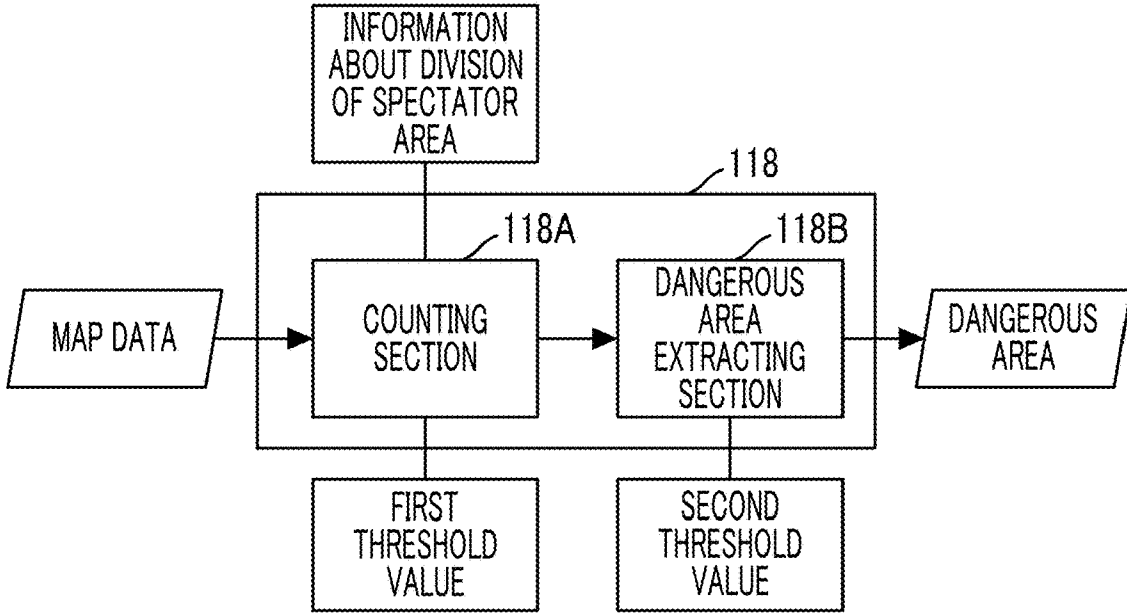 INFORMATION
ABOUT DIVISION
OF SPECTATOR
AREA
118
118A
118B
MAP DATA
COUNTING
SECTION
DANGEROUS
AREA
EXTRACTING
SECTION
DANGEROUS
AREA
FIRST
THRESHOLD
VALUE
SECOND
THRESHOLD
VALUE